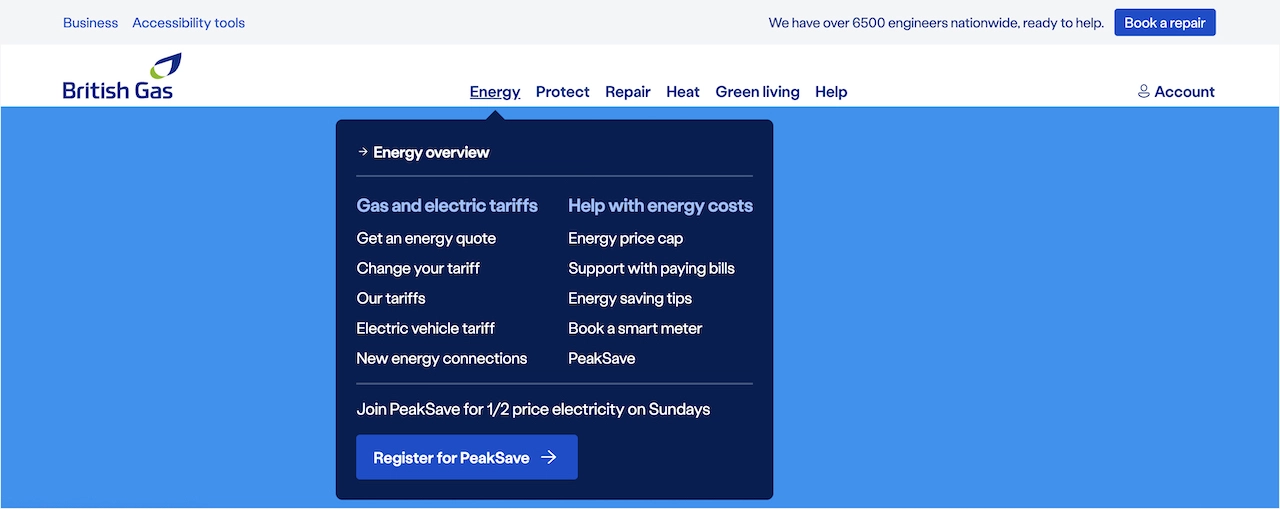 Business Accessibility tools We have over 6500 engineers nationwide, ready to help. Book a repair
British Gas
Energy Protect Repair Heat Green living Help Account
Energy overview
Gas and electric tariffs
Get an energy quote
Change your tariff
Our tariffs
Electric vehicle tariff
New energy connections
Help with energy costs
Energy price cap
Support with paying bills
Energy saving tips
Book a smart meter
PeakSave
Join PeakSave for 1/2 price electricity on Sundays
Register for PeakSave